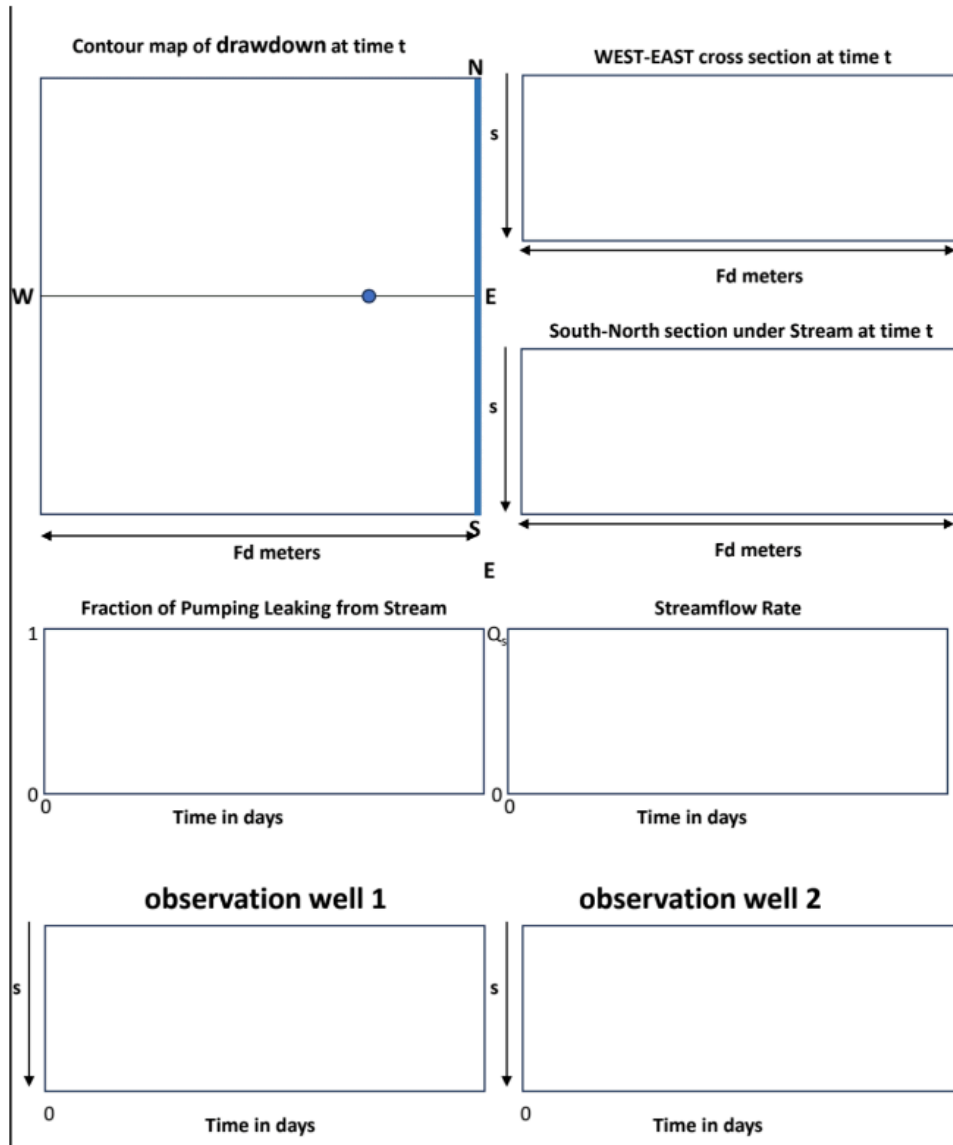 Contour map of drawdown at time t
N
W
E
S
Fd meters
WEST-EAST cross section at time t
s
Fd meters
South-North section under Stream at time t
s
Fd meters
E
Fraction of Pumping Leaking from Stream
1
0
0
Time in days
Streamflow Rate
Qs
0
0
Time in days
observation well 1
s
0
Time in days
observation well 2
s
0
Time in days